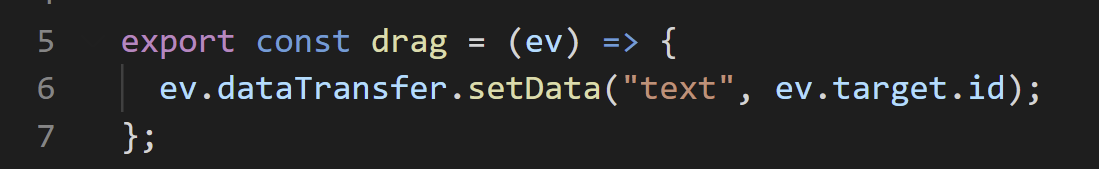 5 export const drag = (ev) => {
6 ev.dataTransfer.setData("text", ev.target.id);
7 };